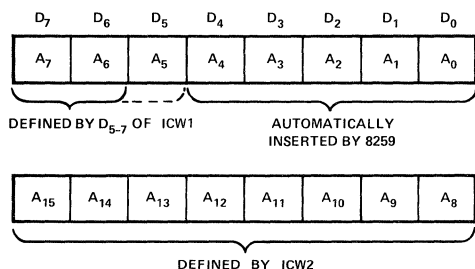 D7 D6 D5 D4 D3 D2 D1 D0
A7 A6 A5 A4 A3 A2 A1 A0
DEFINED BY D5-7 OF ICW1
AUTOMATICALLY
INSERTED BY 8259
A15 A14 A13 A12 A11 A10 A9 A8
DEFINED BY ICW2